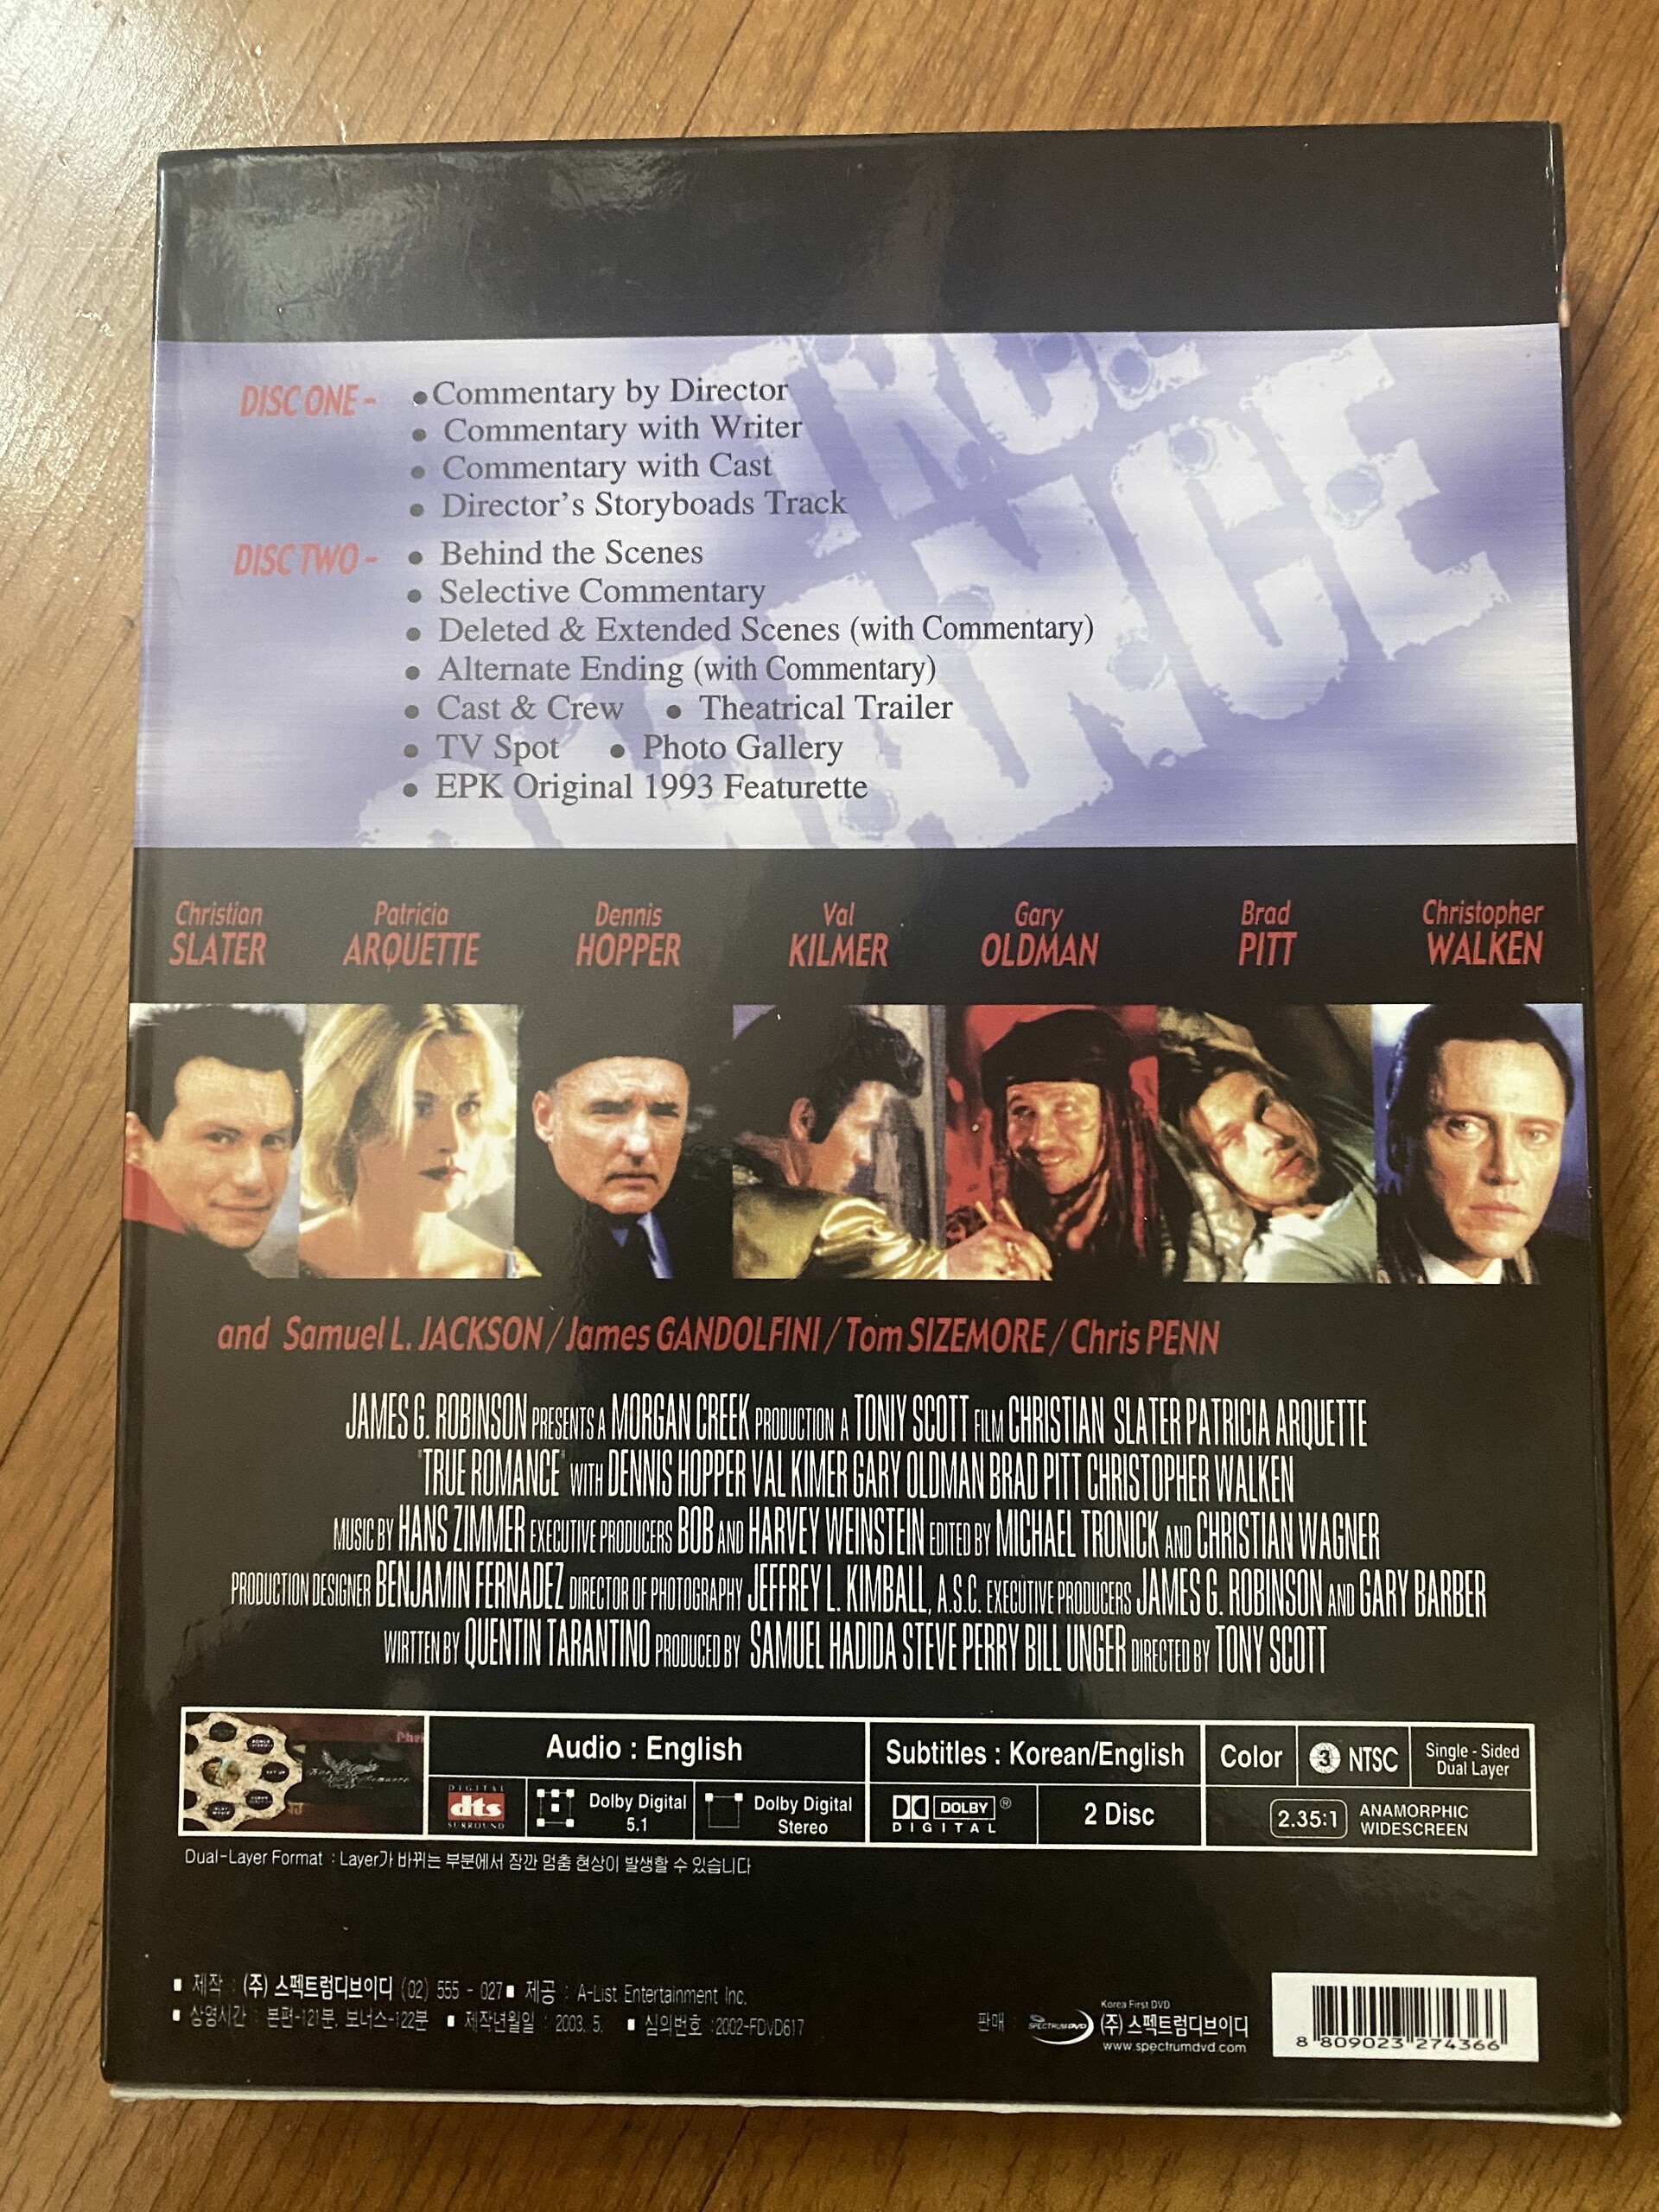 TRUE
ROMANCE
DISC ONE - • Commentary by Director
• Commentary with Writer
• Commentary with Cast
• Director's Storyboads Track
DISC TWO - • Behind the Scenes
• Selective Commentary
• Deleted & Extended Scenes (with Commentary)
• Alternate Ending (with Commentary)
• Cast & Crew • Theatrical Trailer
• TV Spot • Photo Gallery
• EPK Original 1993 Featurette
Christian SLATER
Patricia ARQUETTE
Dennis HOPPER
Val KILMER
Gary OLDMAN
Brad PITT
Christopher WALKEN
and Samuel L. JACKSON / James GANDOLFINI / Tom SIZEMORE / Chris PENN
JAMES G. ROBINSON PRESENTS A MORGAN CREEK PRODUCTION A TONIY SCOTT FILM CHRISTIAN SLATER PATRICIA ARQUETTE
"TRUE ROMANCE" WITH DENNIS HOPPER VAL KIMER GARY OLDMAN BRAD PITT CHRISTOPHER WALKEN
MUSIC BY HANS ZIMMER EXECUTIVE PRODUCERS BOB AND HARVEY WEINSTEIN EDITED BY MICHAEL TRONICK AND CHRISTIAN WAGNER
PRODUCTION DESIGNER BENJAMIN FERNADEZ DIRECTOR OF PHOTOGRAPHY JEFFREY L. KIMBALL, A.S.C. EXECUTIVE PRODUCERS JAMES G. ROBINSON AND GARY BARBER
WIRTTEN BY QUENTIN TARANTINO PRODUCED BY SAMUEL HADIDA STEVE PERRY BILL UNGER DIRECTED BY TONY SCOTT
Audio : English
Subtitles : Korean/English
Color
3 NTSC
Single - Sided
Dual Layer
DIGITAL
dts
SURROUND
Dolby Digital
5.1
Dolby Digital
Stereo
DOLBY ®
DIGITAL
2 Disc
2.35:1
ANAMORPHIC
WIDESCREEN
Dual-Layer Format : Layer가 바뀌는 부분에서 잠깐 멈춤 현상이 발생할 수 있습니다
■ 제작 : (주) 스펙트럼디브이디 (02) 555 - 027■ 제공 : A-List Entertainment Inc.
■ 상영시간 : 본편-121분, 보너스-122분 ■ 제작년월일 : 2003. 5. ■ 심의번호 :2002-FDVD617
판매 :
SPECTRUM DVD
Korea First DVD
(주) 스펙트럼디브이디
www.spectrumdvd.com
8 809023 274366